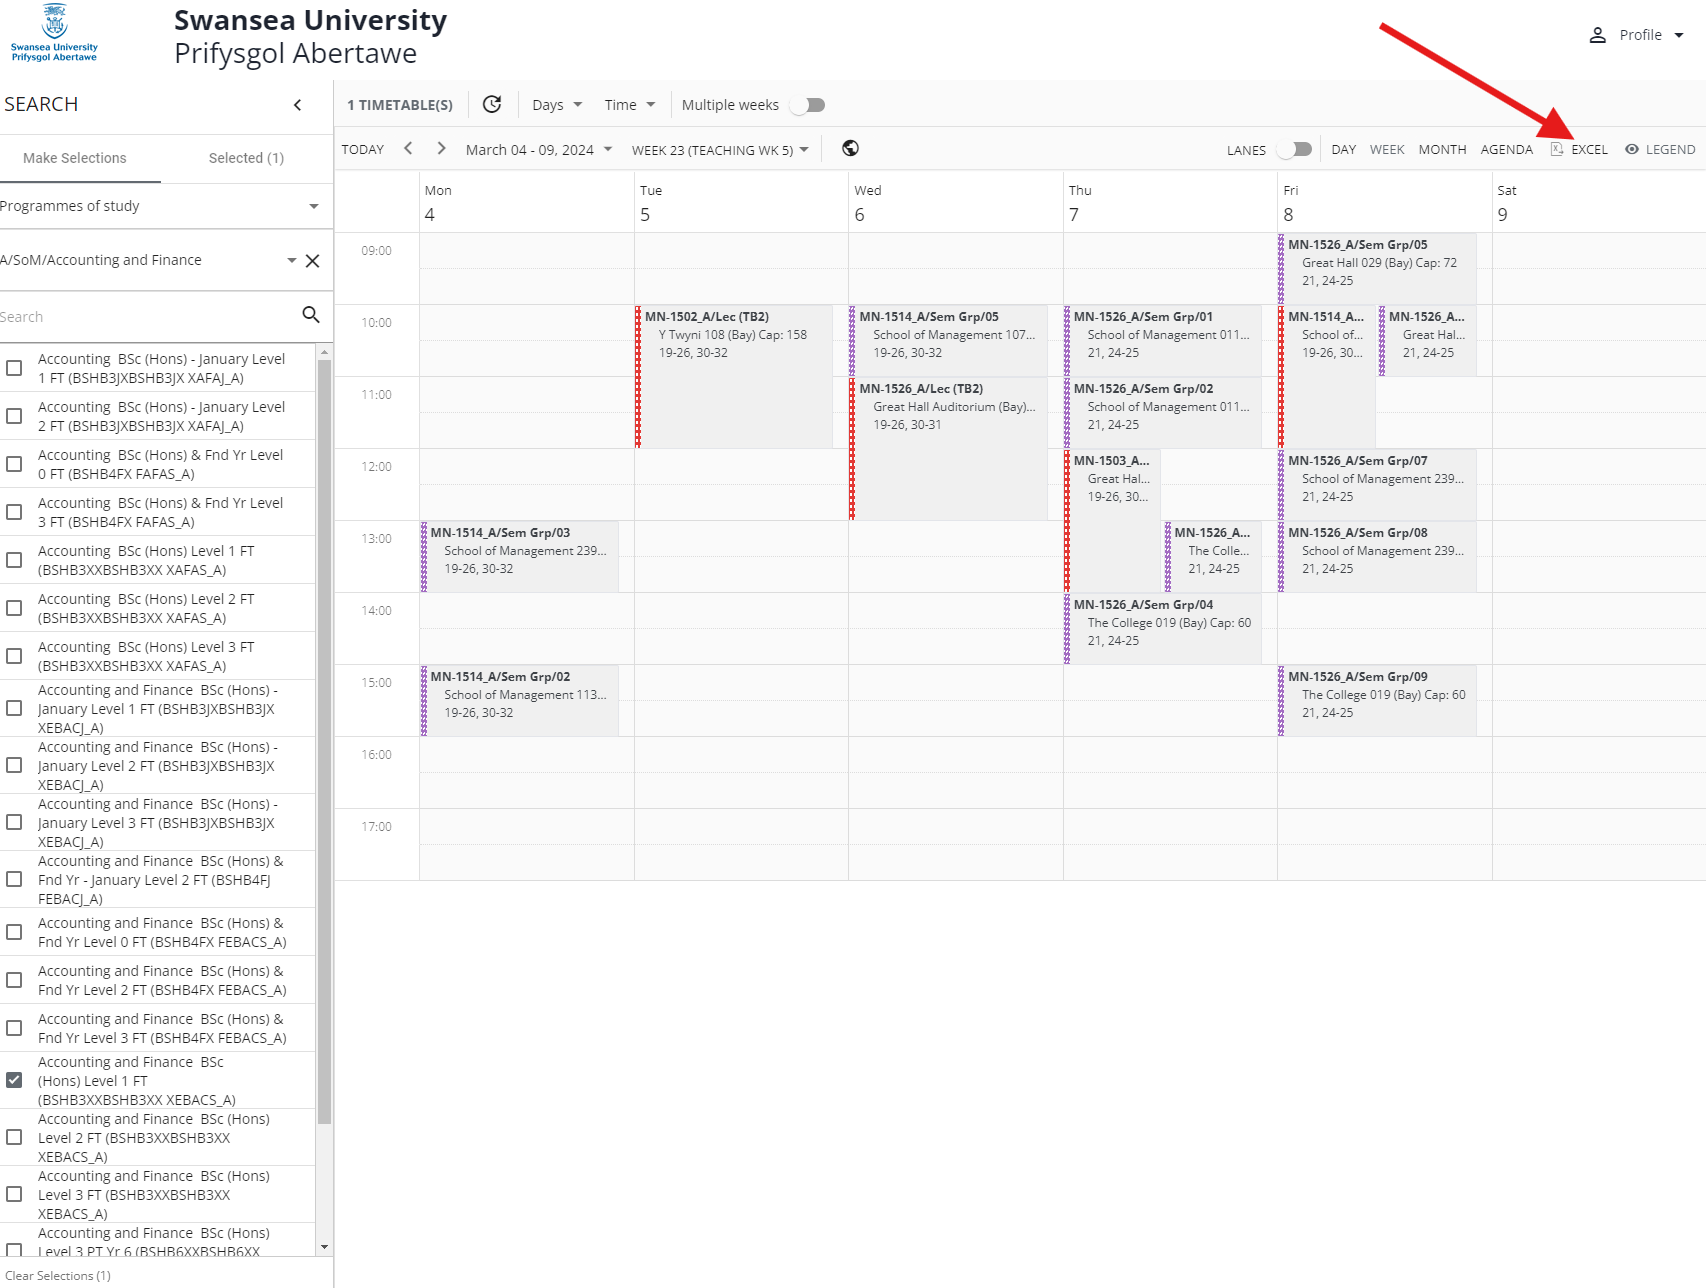 Swansea University
Prifysgol Abertawe
Swansea University
Prifysgol Abertawe
Profile
SEARCH
Make Selections
Selected (1)
Programmes of study
A/SoM/Accounting and Finance
Search
Accounting BSc (Hons) - January Level
1 FT (BSHB3JXBSHB3JX XAFAJ_A)
Accounting BSc (Hons) - January Level
2 FT (BSHB3JXBSHB3JX XAFAJ_A)
Accounting BSc (Hons) & Fnd Yr Level
0 FT (BSHB4FX FAFAS_A)
Accounting BSc (Hons) & Fnd Yr Level
3 FT (BSHB4FX FAFAS_A)
Accounting BSc (Hons) Level 1 FT
(BSHB3XXBSHB3XX XAFAS_A)
Accounting BSc (Hons) Level 2 FT
(BSHB3XXBSHB3XX XAFAS_A)
Accounting BSc (Hons) Level 3 FT
(BSHB3XXBSHB3XX XAFAS_A)
Accounting and Finance BSc (Hons) -
January Level 1 FT (BSHB3JXBSHB3JX
XEBACJ_A)
Accounting and Finance BSc (Hons) -
January Level 2 FT (BSHB3JXBSHB3JX
XEBACJ_A)
Accounting and Finance BSc (Hons) -
January Level 3 FT (BSHB3JXBSHB3JX
XEBACJ_A)
Accounting and Finance BSc (Hons) &
Fnd Yr - January Level 2 FT (BSHB4FJ
FEBACJ_A)
Accounting and Finance BSc (Hons) &
Fnd Yr Level 0 FT (BSHB4FX FEBACS_A)
Accounting and Finance BSc (Hons) &
Fnd Yr Level 2 FT (BSHB4FX FEBACS_A)
Accounting and Finance BSc (Hons) &
Fnd Yr Level 3 FT (BSHB4FX FEBACS_A)
Accounting and Finance BSc
(Hons) Level 1 FT
(BSHB3XXBSHB3XX XEBACS_A)
Accounting and Finance BSc (Hons)
Level 2 FT (BSHB3XXBSHB3XX
XEBACS_A)
Accounting and Finance BSc (Hons)
Level 3 FT (BSHB3XXBSHB3XX
XEBACS_A)
Accounting and Finance BSc (Hons)
Level 3 PT Yr 6 (BSHB6XXBSHB6XX
Clear Selections (1)
1 TIMETABLE(S)
Days
Time
Multiple weeks
TODAY
March 04 - 09, 2024
WEEK 23 (TEACHING WK 5)
LANES
DAY
WEEK
MONTH
AGENDA
EXCEL
LEGEND
Mon
4
Tue
5
Wed
6
Thu
7
Fri
8
Sat
9
09:00
10:00
11:00
12:00
13:00
14:00
15:00
16:00
17:00
MN-1514_A/Sem Grp/03
School of Management 239...
19-26, 30-32
MN-1514_A/Sem Grp/02
School of Management 113...
19-26, 30-32
MN-1502_A/Lec (TB2)
Y Twyni 108 (Bay) Cap: 158
19-26, 30-32
MN-1514_A/Sem Grp/05
School of Management 107...
19-26, 30-32
MN-1526_A/Lec (TB2)
Great Hall Auditorium (Bay)...
19-26, 30-31
MN-1526_A/Sem Grp/01
School of Management 011...
21, 24-25
MN-1526_A/Sem Grp/02
School of Management 011...
21, 24-25
MN-1503_A...
Great Hal...
19-26, 30...
MN-1526_A...
The Colle...
21, 24-25
MN-1526_A/Sem Grp/04
The College 019 (Bay) Cap: 60
21, 24-25
MN-1526_A/Sem Grp/05
Great Hall 029 (Bay) Cap: 72
21, 24-25
MN-1514_A...
School of...
19-26, 30...
MN-1526_A...
Great Hal...
21, 24-25
MN-1526_A/Sem Grp/07
School of Management 239...
21, 24-25
MN-1526_A/Sem Grp/08
School of Management 239...
21, 24-25
MN-1526_A/Sem Grp/09
The College 019 (Bay) Cap: 60
21, 24-25